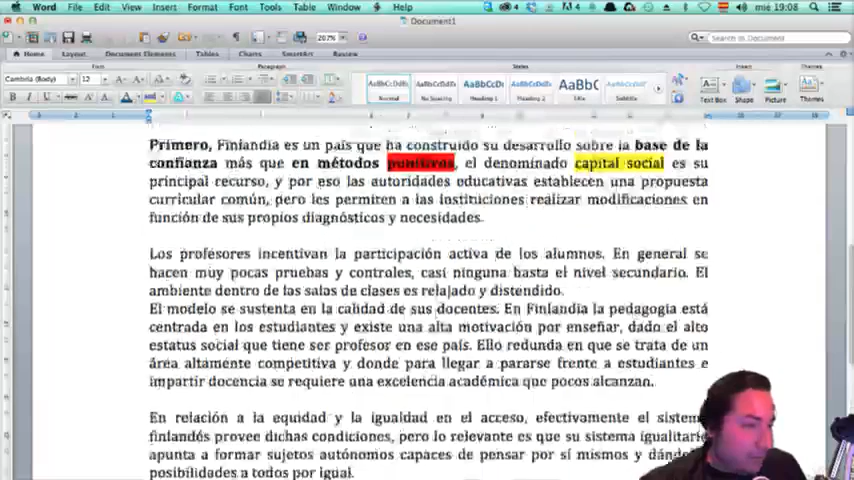 Word File Edit View Insert Format Font Tools Table Window Help
4 4 mié 19:08
Document1
207% Search in Document
Home Layout Document Elements Tables Charts SmartArt Review
Font Paragraph Styles Insert Themes
Cambria (Body) 12
AaBbCcDdEe AaBbCcDdEe AaBbCcDc AaBbCcDdEe AaBbC
B I U Normal No Spacing Heading 1 Heading 2 Title Text Box Shape Picture Themes
Primero, Finlandia es un país que ha construido su desarrollo sobre la base de la
confianza más que en métodos punitivos, el denominado capital social es su
principal recurso, y por eso las autoridades educativas establecen una propuesta
curricular común, pero les permiten a las instituciones realizar modificaciones en
función de sus propios diagnósticos y necesidades.
Los profesores incentivan la participación activa de los alumnos. En general se
hacen muy pocas pruebas y controles, casi ninguna hasta el nivel secundario. El
ambiente dentro de las salas de clases es relajado y distendido.
El modelo se sustenta en la calidad de sus docentes. En Finlandia la pedagogía está
centrada en los estudiantes y existe una alta motivación por enseñar, dado el alto
estatus social que tiene ser profesor en ese país. Ello redunda en que se trata de un
área altamente competitiva y donde para llegar a pararse frente a estudiantes e
impartir docencia se requiere una excelencia académica que pocos alcanzan.
En relación a la equidad y la igualdad en el acceso, efectivamente el sistem
finlandés provee dichas condiciones, pero lo relevante es que su sistema igualitari
apunta a formar sujetos autónomos capaces de pensar por sí mismos y dánd
posibilidades a todos por igual.